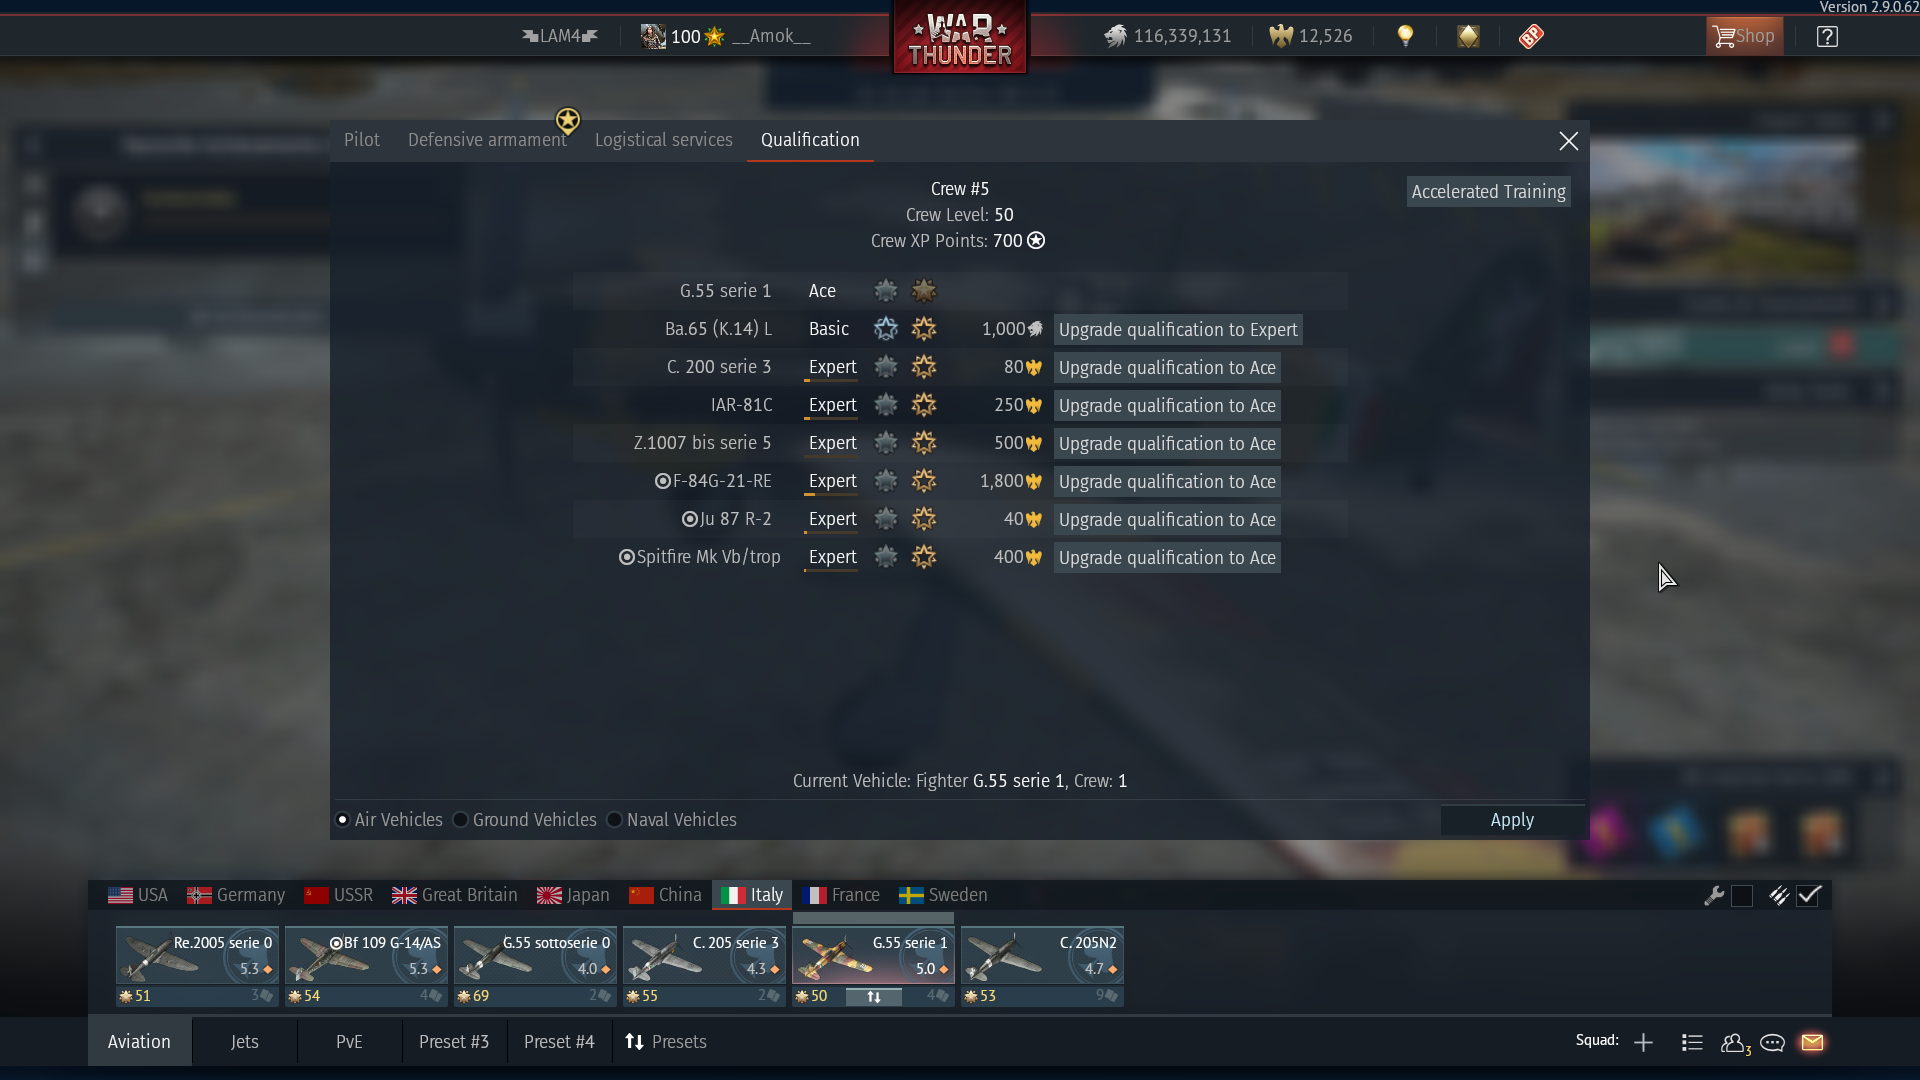 Version 2.9.0.62
LAM4
100 __Amok__
WAR THUNDER
116,339,131
12,526
BP
Shop
?
Pilot
Defensive armament
Logistical services
Qualification
Crew #5
Accelerated Training
Crew Level: 50
Crew XP Points: 700
G.55 serie 1 Ace
Ba.65 (K.14) L Basic 1,000 Upgrade qualification to Expert
C. 200 serie 3 Expert 80 Upgrade qualification to Ace
IAR-81C Expert 250 Upgrade qualification to Ace
Z.1007 bis serie 5 Expert 500 Upgrade qualification to Ace
F-84G-21-RE Expert 1,800 Upgrade qualification to Ace
Ju 87 R-2 Expert 40 Upgrade qualification to Ace
Spitfire Mk Vb/trop Expert 400 Upgrade qualification to Ace
Current Vehicle: Fighter G.55 serie 1, Crew: 1
Air Vehicles Ground Vehicles Naval Vehicles
Apply
USA Germany USSR Great Britain Japan China Italy France Sweden
Re.2005 serie 0
5.3
51 3
Bf 109 G-14/AS
5.3
54 4
G.55 sottoserie 0
4.0
69 2
C. 205 serie 3
4.3
55 2
G.55 serie 1
5.0
50 4
C. 205N2
4.7
53 9
Aviation Jets PvE Preset #3 Preset #4 Presets
Squad:
3